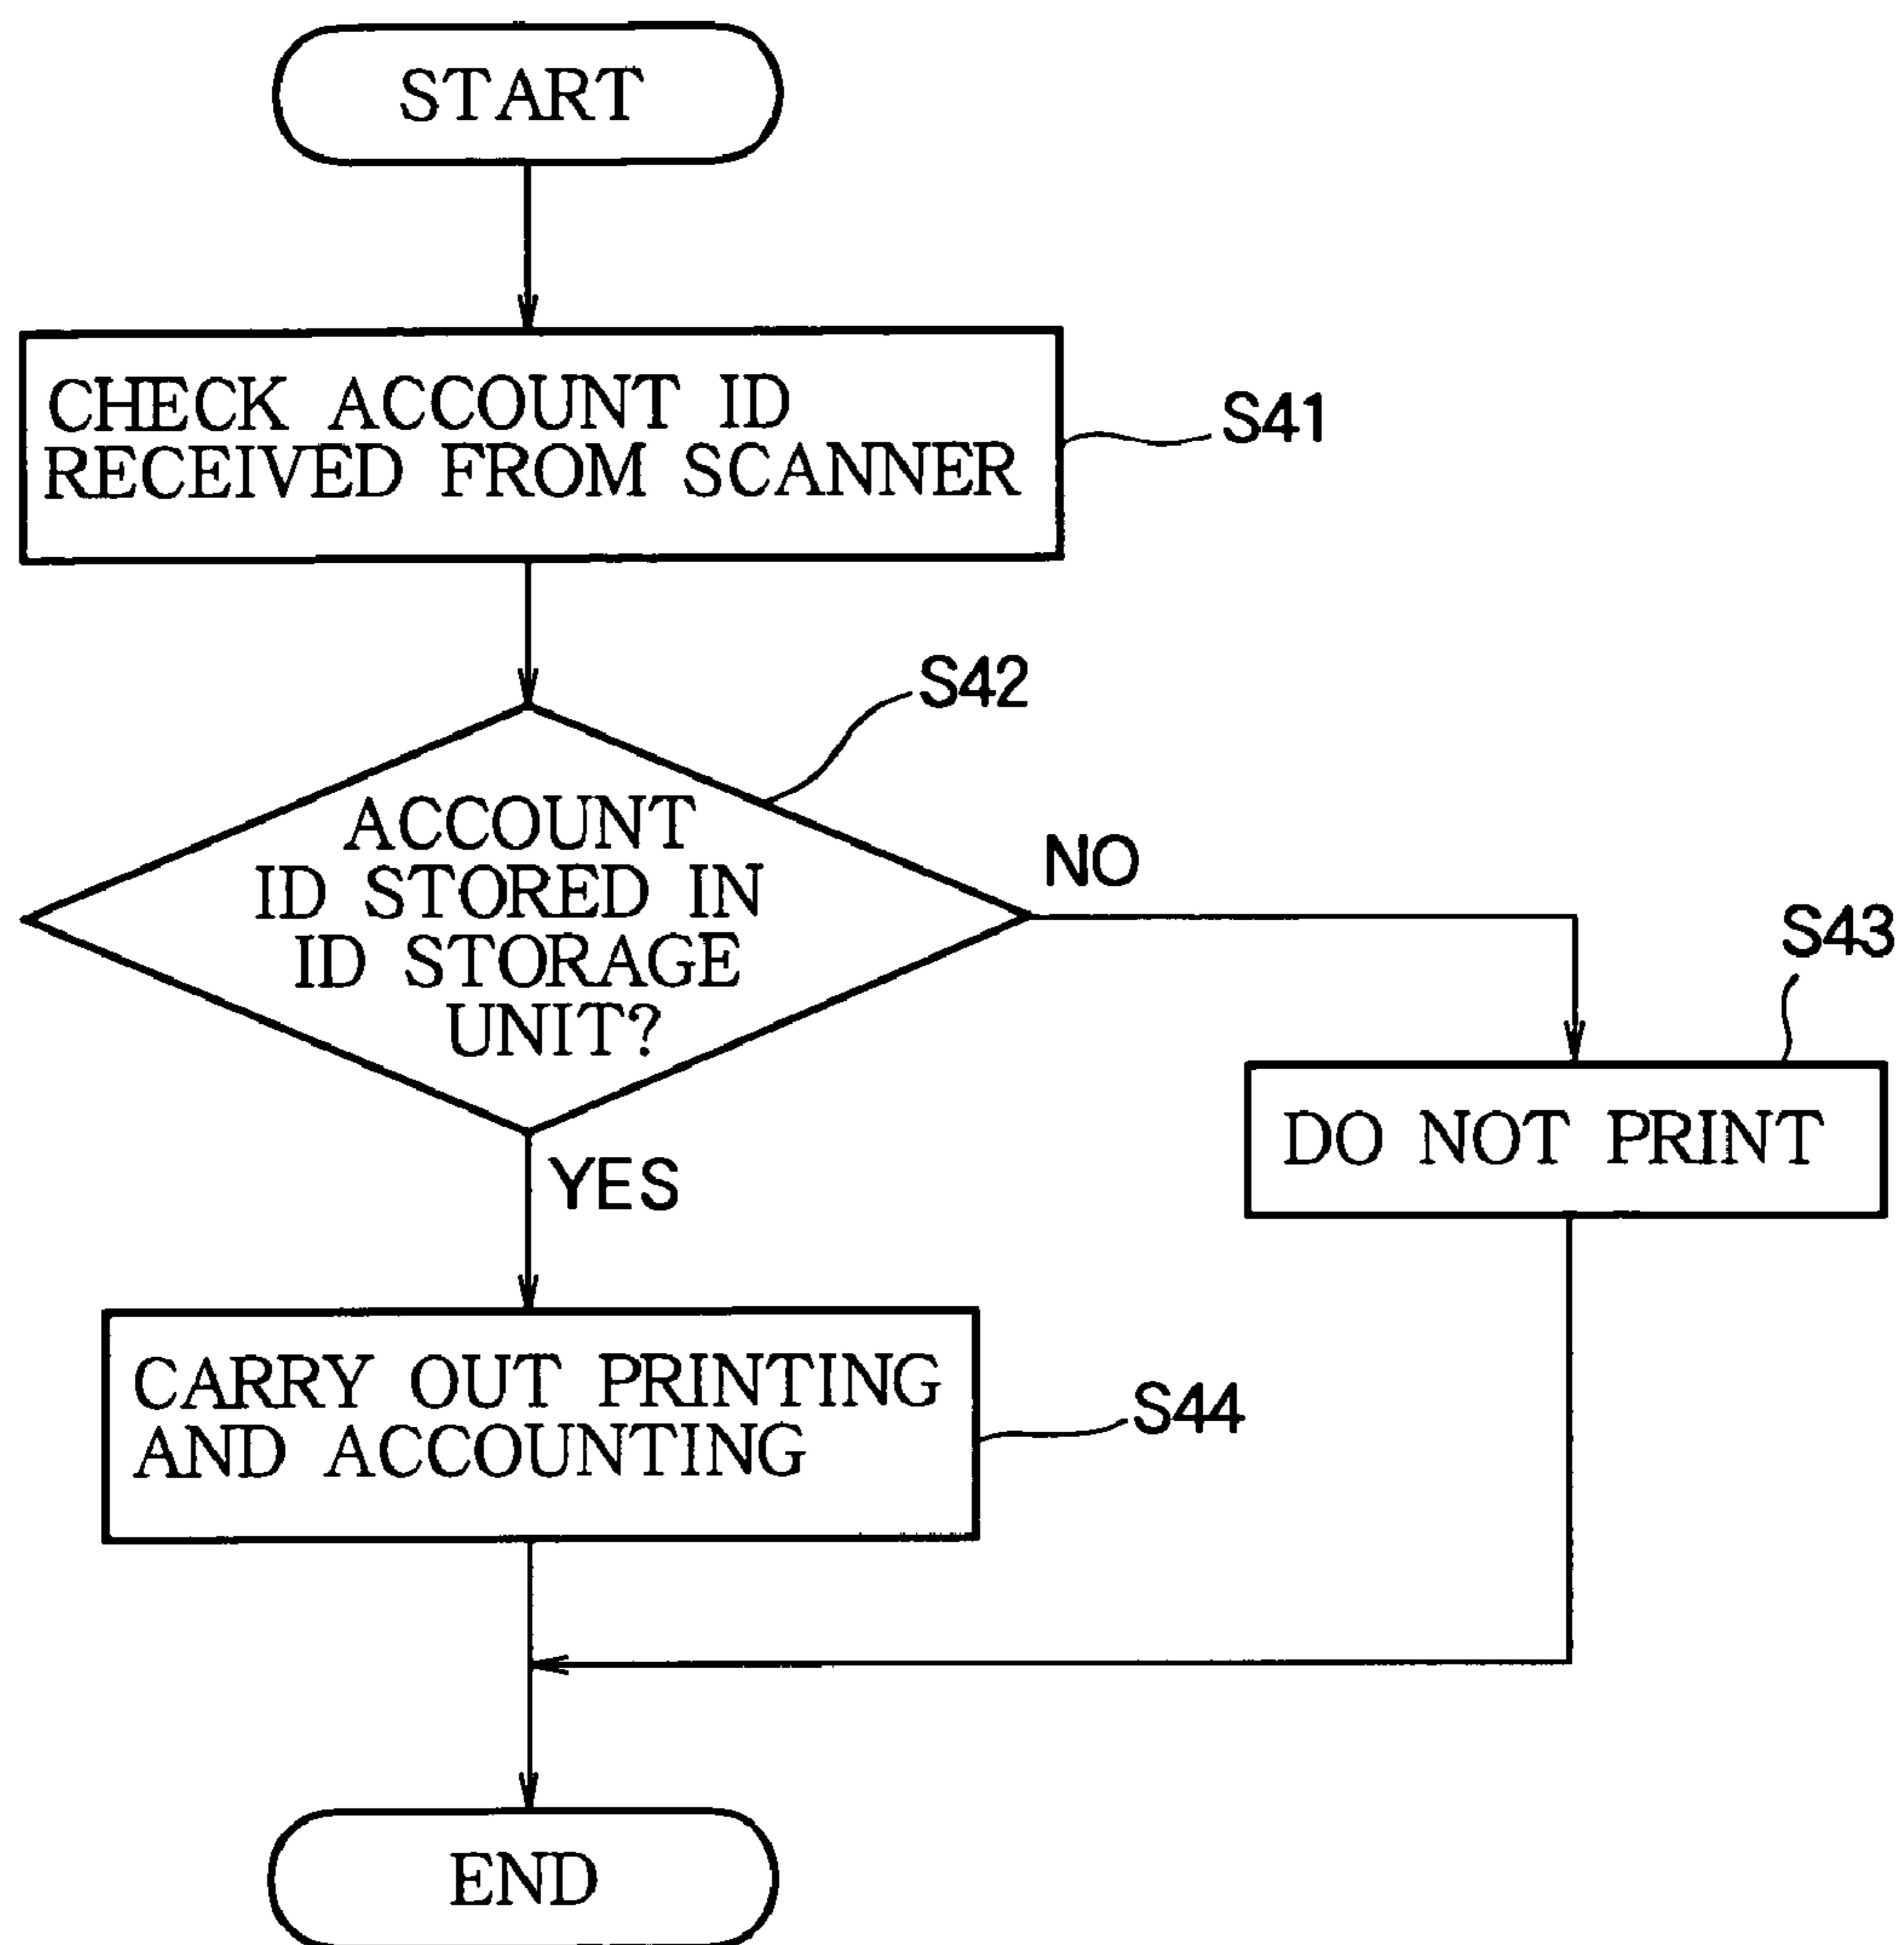 START
CHECK ACCOUNT ID
RECEIVED FROM SCANNER
S41
S42
ACCOUNT
ID STORED IN
ID STORAGE
UNIT?
NO
S43
DO NOT PRINT
YES
CARRY OUT PRINTING
AND ACCOUNTING
S44
END